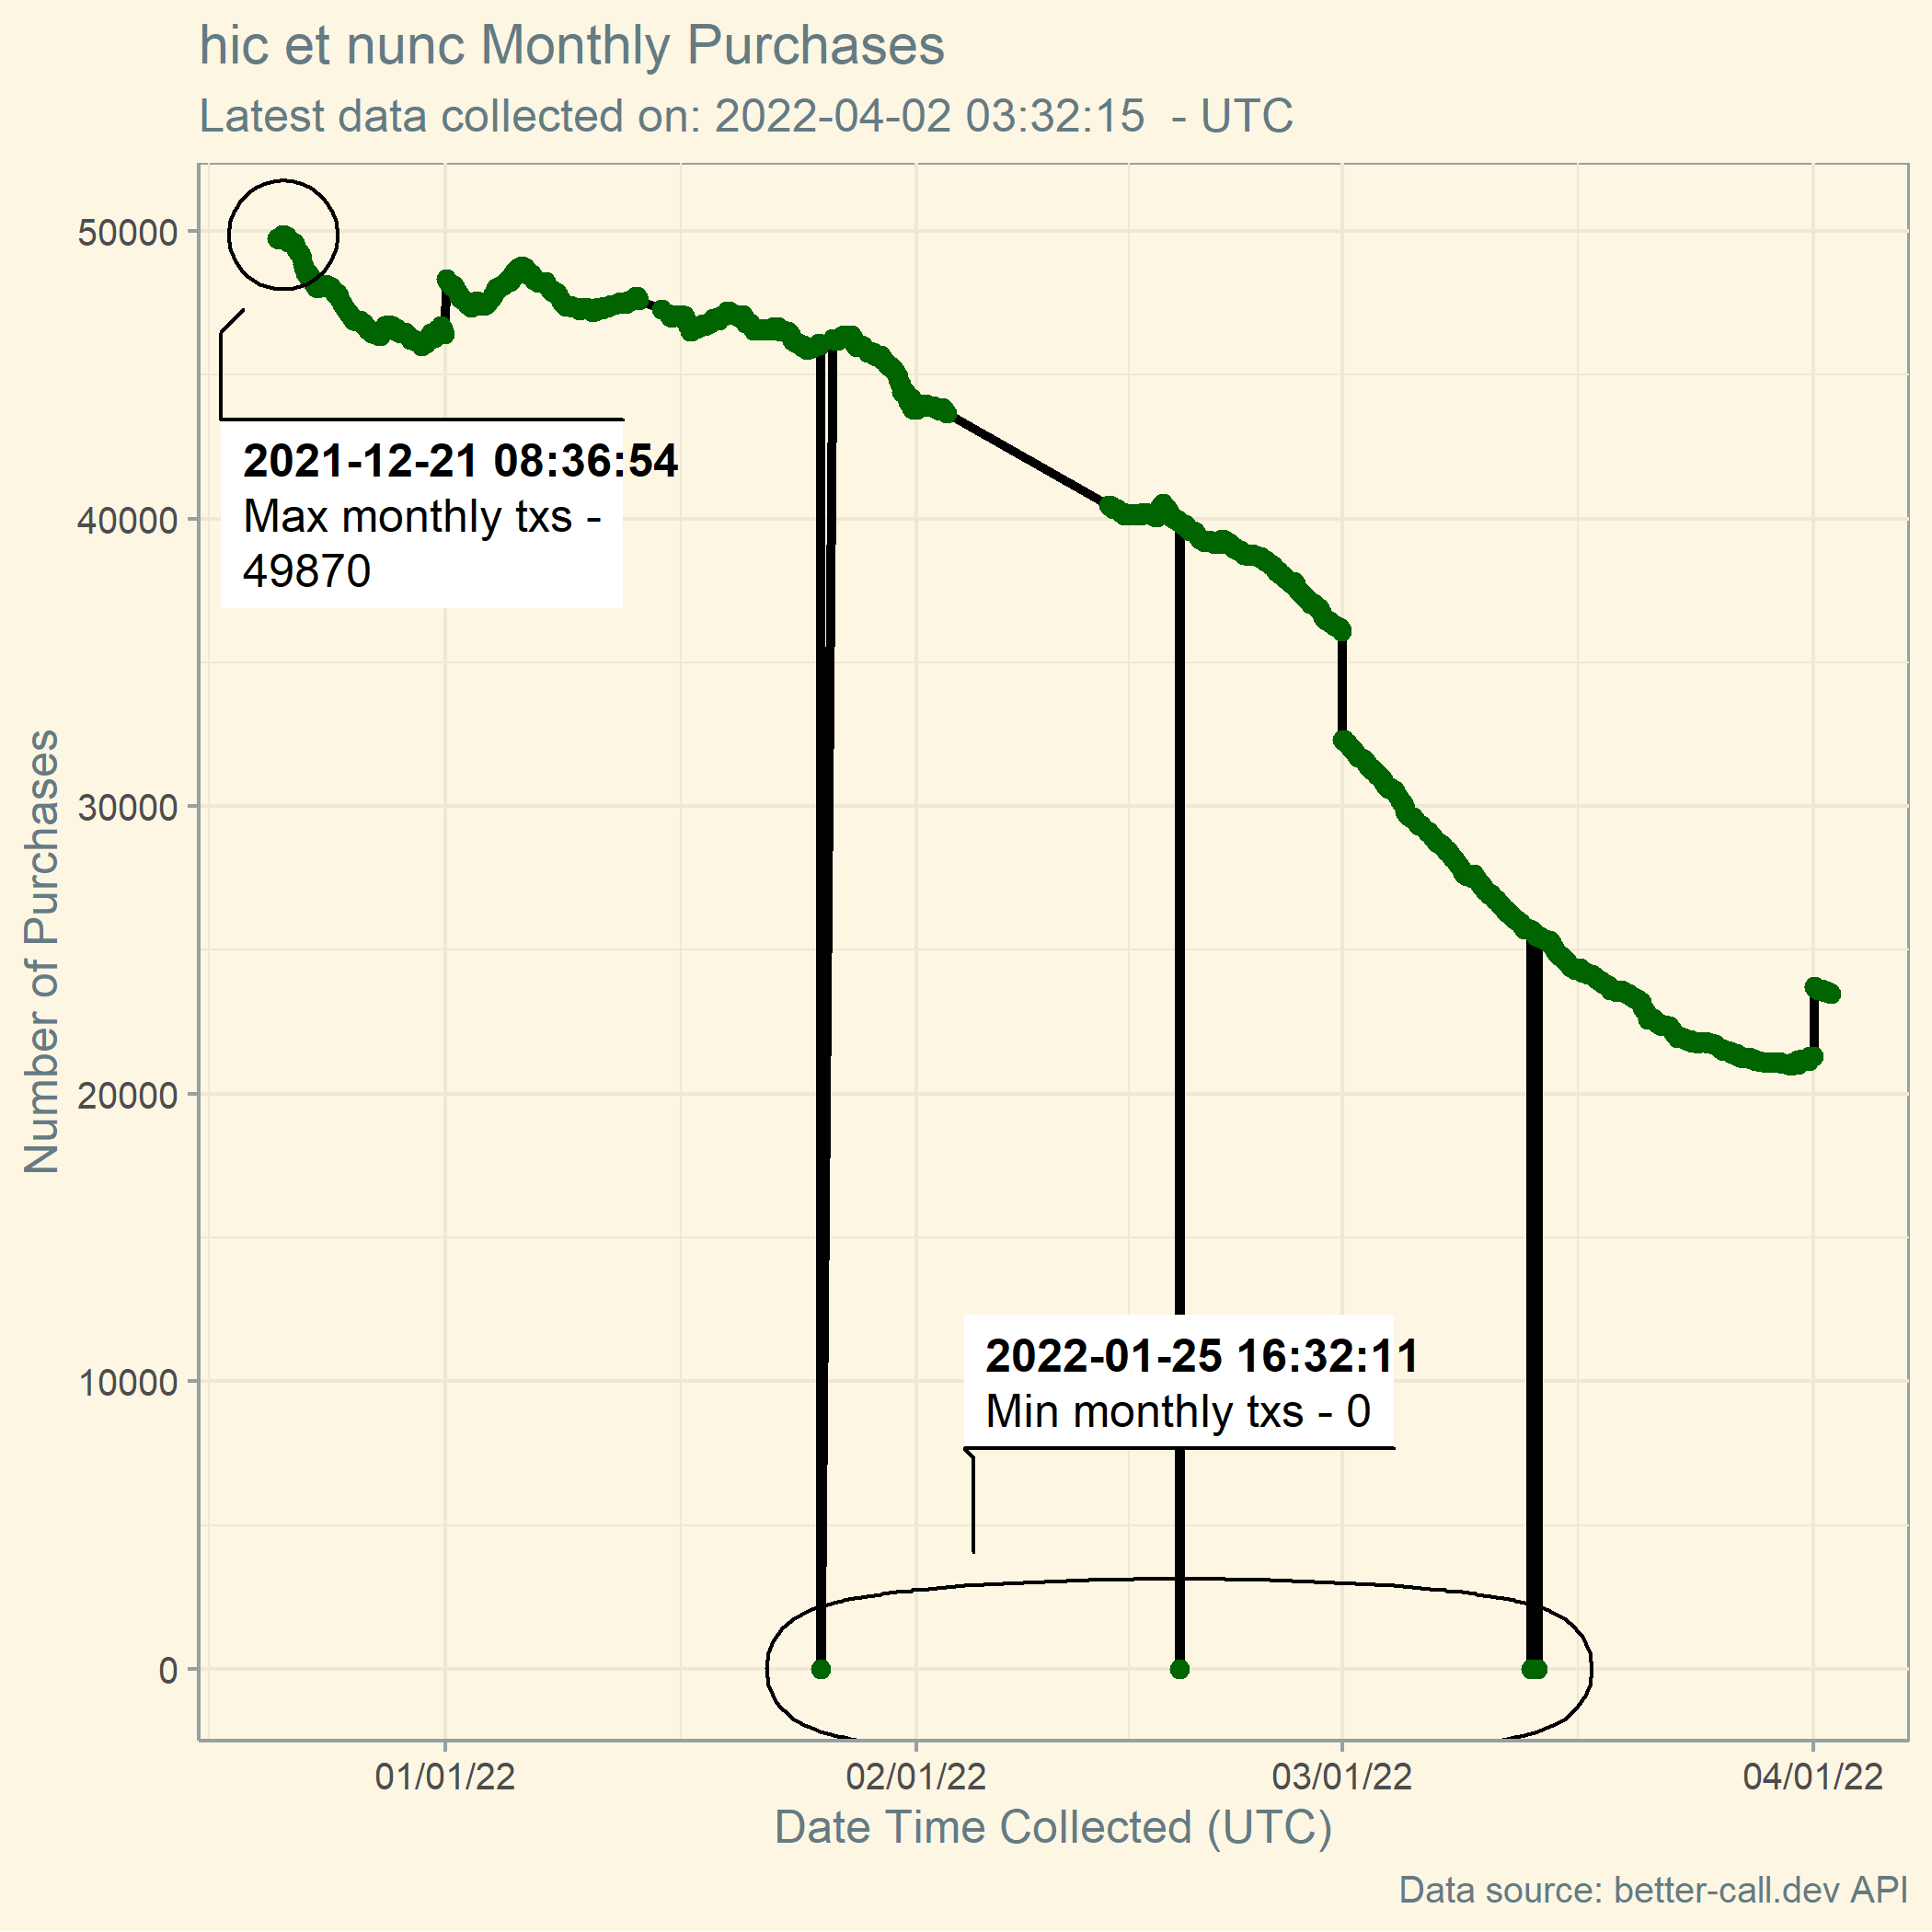 hic et nunc Monthly Purchases
Latest data collected on: 2022-04-02 03:32:15  - UTC
Number of Purchases
50000
40000
30000
20000
10000
0
2021-12-21 08:36:54
Max monthly txs -
49870
2022-01-25 16:32:11
Min monthly txs - 0
01/01/22
02/01/22
03/01/22
04/01/22
Date Time Collected (UTC)
Data source: better-call.dev API